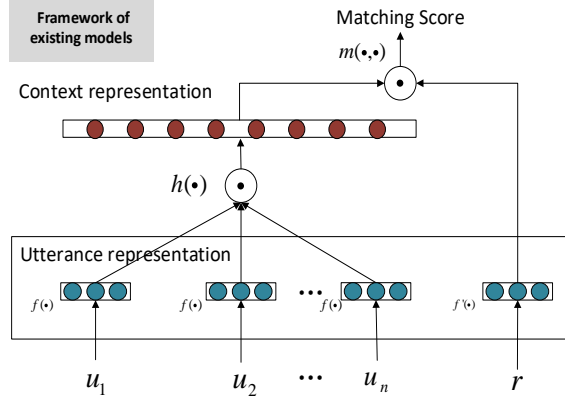 Framework of
existing models
Matching Score
m(•,•)
Context representation
h(•)
Utterance representation
f(•) f(•) ••• f(•) f'(•)
u1 u2 ••• un r